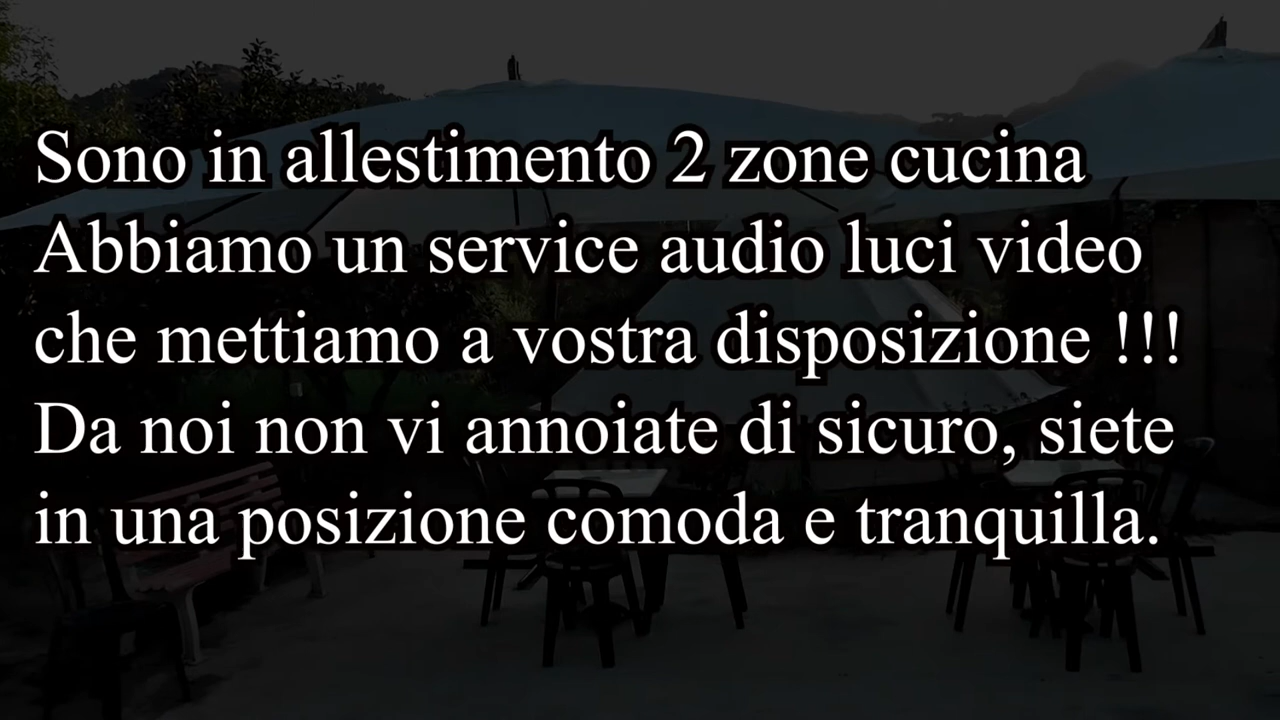 Sono in allestimento 2 zone cucina
Abbiamo un service audio luci video
che mettiamo a vostra disposizione !!!
Da noi non vi annoiate di sicuro, siete
in una posizione comoda e tranquilla.